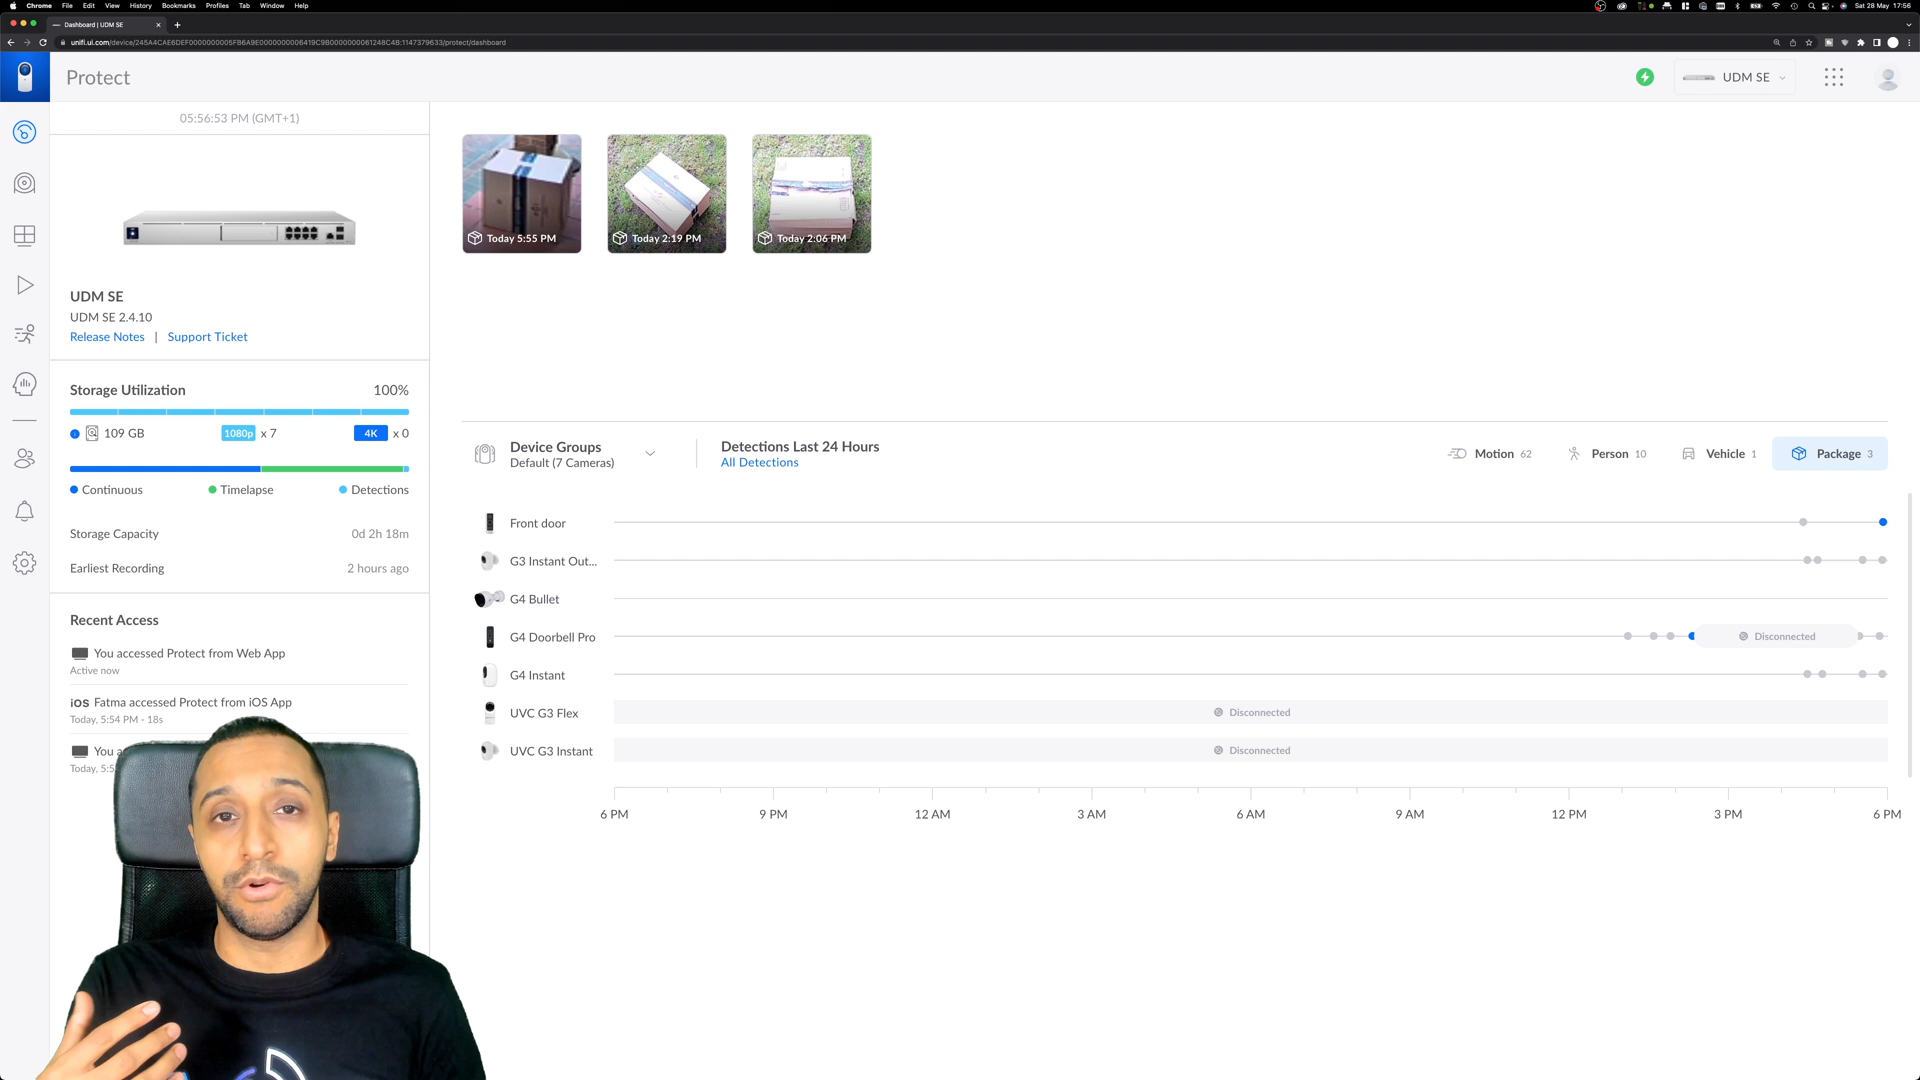 Chrome File Edit View History Bookmarks Profiles Tab Window Help
Sat 28 May 17:56
Dashboard | UDM SE
Protect
UDM SE
05:56:53 PM (GMT+1)
UDM SE
UDM SE 2.4.10
Release Notes | Support Ticket
Storage Utilization 100%
109 GB 1080p x 7 4K x 0
Continuous Timelapse Detections
Storage Capacity 0d 2h 18m
Earliest Recording 2 hours ago
Recent Access
You accessed Protect from Web App
Active now
iOS Fatma accessed Protect from iOS App
Today, 5:54 PM - 18s
You a
Today, 5:5
Today 5:55 PM
Today 2:19 PM
Today 2:06 PM
Device Groups
Default (7 Cameras)
Detections Last 24 Hours
All Detections
Motion 62 Person 10 Vehicle 1 Package 3
Front door
G3 Instant Out...
G4 Bullet
G4 Doorbell Pro Disconnected
G4 Instant
UVC G3 Flex Disconnected
UVC G3 Instant Disconnected
6 PM 9 PM 12 AM 3 AM 6 AM 9 AM 12 PM 3 PM 6 PM